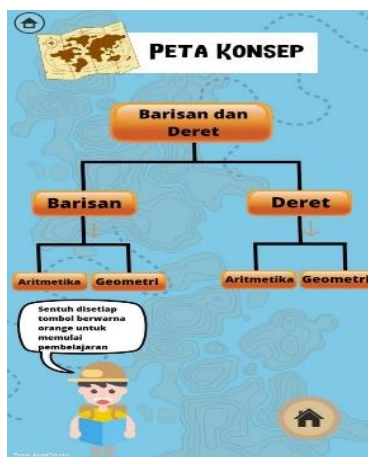 PETA KONSEP
Barisan dan
Deret
Barisan
Deret
Aritmetika
Geometri
Aritmetika
Geometri
Sentuh disetiap
tombol berwarna
orange untuk
memulai
pembelajaran